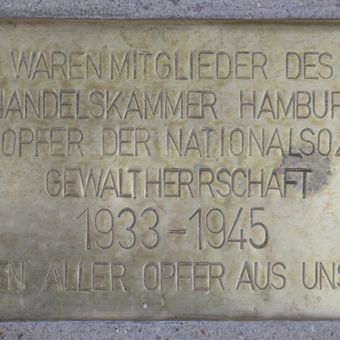 WAREN MITGLIEDER DES
HANDELSKAMMER HAMBUR
OPFER DER NATIONALSOZ
GEWALTHERRSCHAFT
1933-1945
EN ALLER OPFER AUS UNS